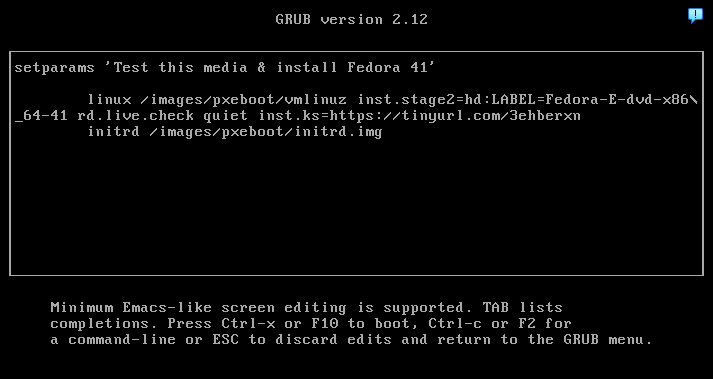 GRUB version 2.12
setparams 'Test this media & install Fedora 41'
linux /images/pxeboot/vmlinuz inst.stage2=hd:LABEL=Fedora-E-dvd-x86\
_64-41 rd.live.check quiet inst.ks=https://tinyurl.com/3ehberxn
initrd /images/pxeboot/initrd.img
Minimum Emacs-like screen editing is supported. TAB lists
completions. Press Ctrl-x or F10 to boot, Ctrl-c or F2 for
a command-line or ESC to discard edits and return to the GRUB menu.